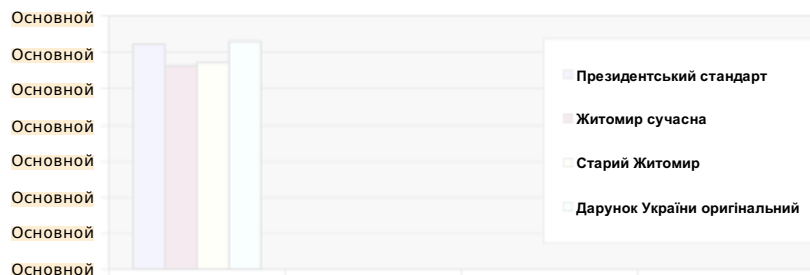 Основной
Основной
Основной
Основной
Основной
Основной
Основной
Основной
Президентський стандарт
Житомир сучасна
Старий Житомир
Дарунок України оригінальний